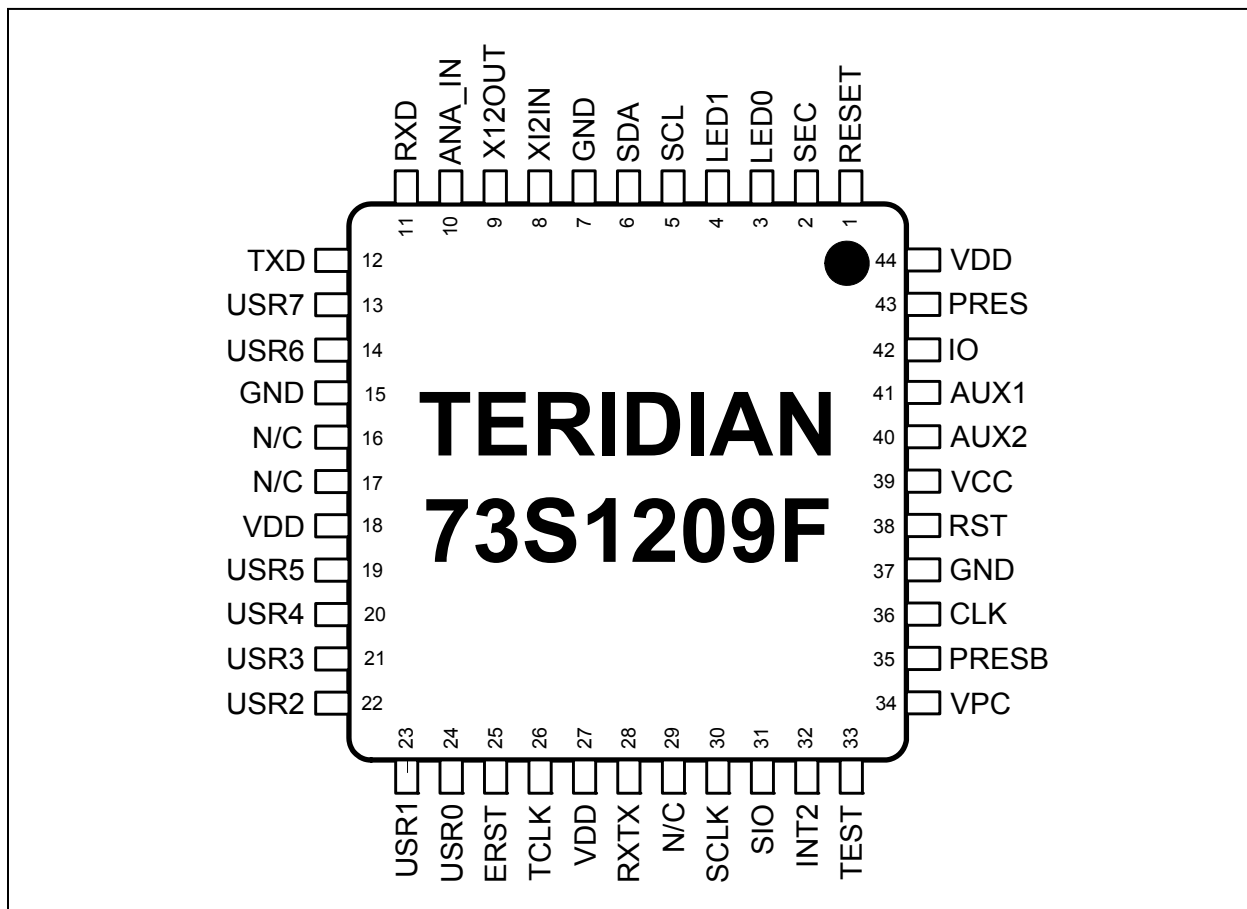 RXD
ANA_IN
X12OUT
XI2IN
GND
SDA
SCL
LED1
LED0
SEC
RESET
11
10
9
8
7
6
5
4
3
2
1
TXD 12
USR7 13
USR6 14
GND 15
N/C 16
N/C 17
VDD 18
USR5 19
USR4 20
USR3 21
USR2 22
TERIDIAN
73S1209F
44 VDD
43 PRES
42 IO
41 AUX1
40 AUX2
39 VCC
38 RST
37 GND
36 CLK
35 PRESB
34 VPC
23
24
25
26
27
28
29
30
31
32
33
USR1
USR0
ERST
TCLK
VDD
RXTX
N/C
SCLK
SIO
INT2
TEST